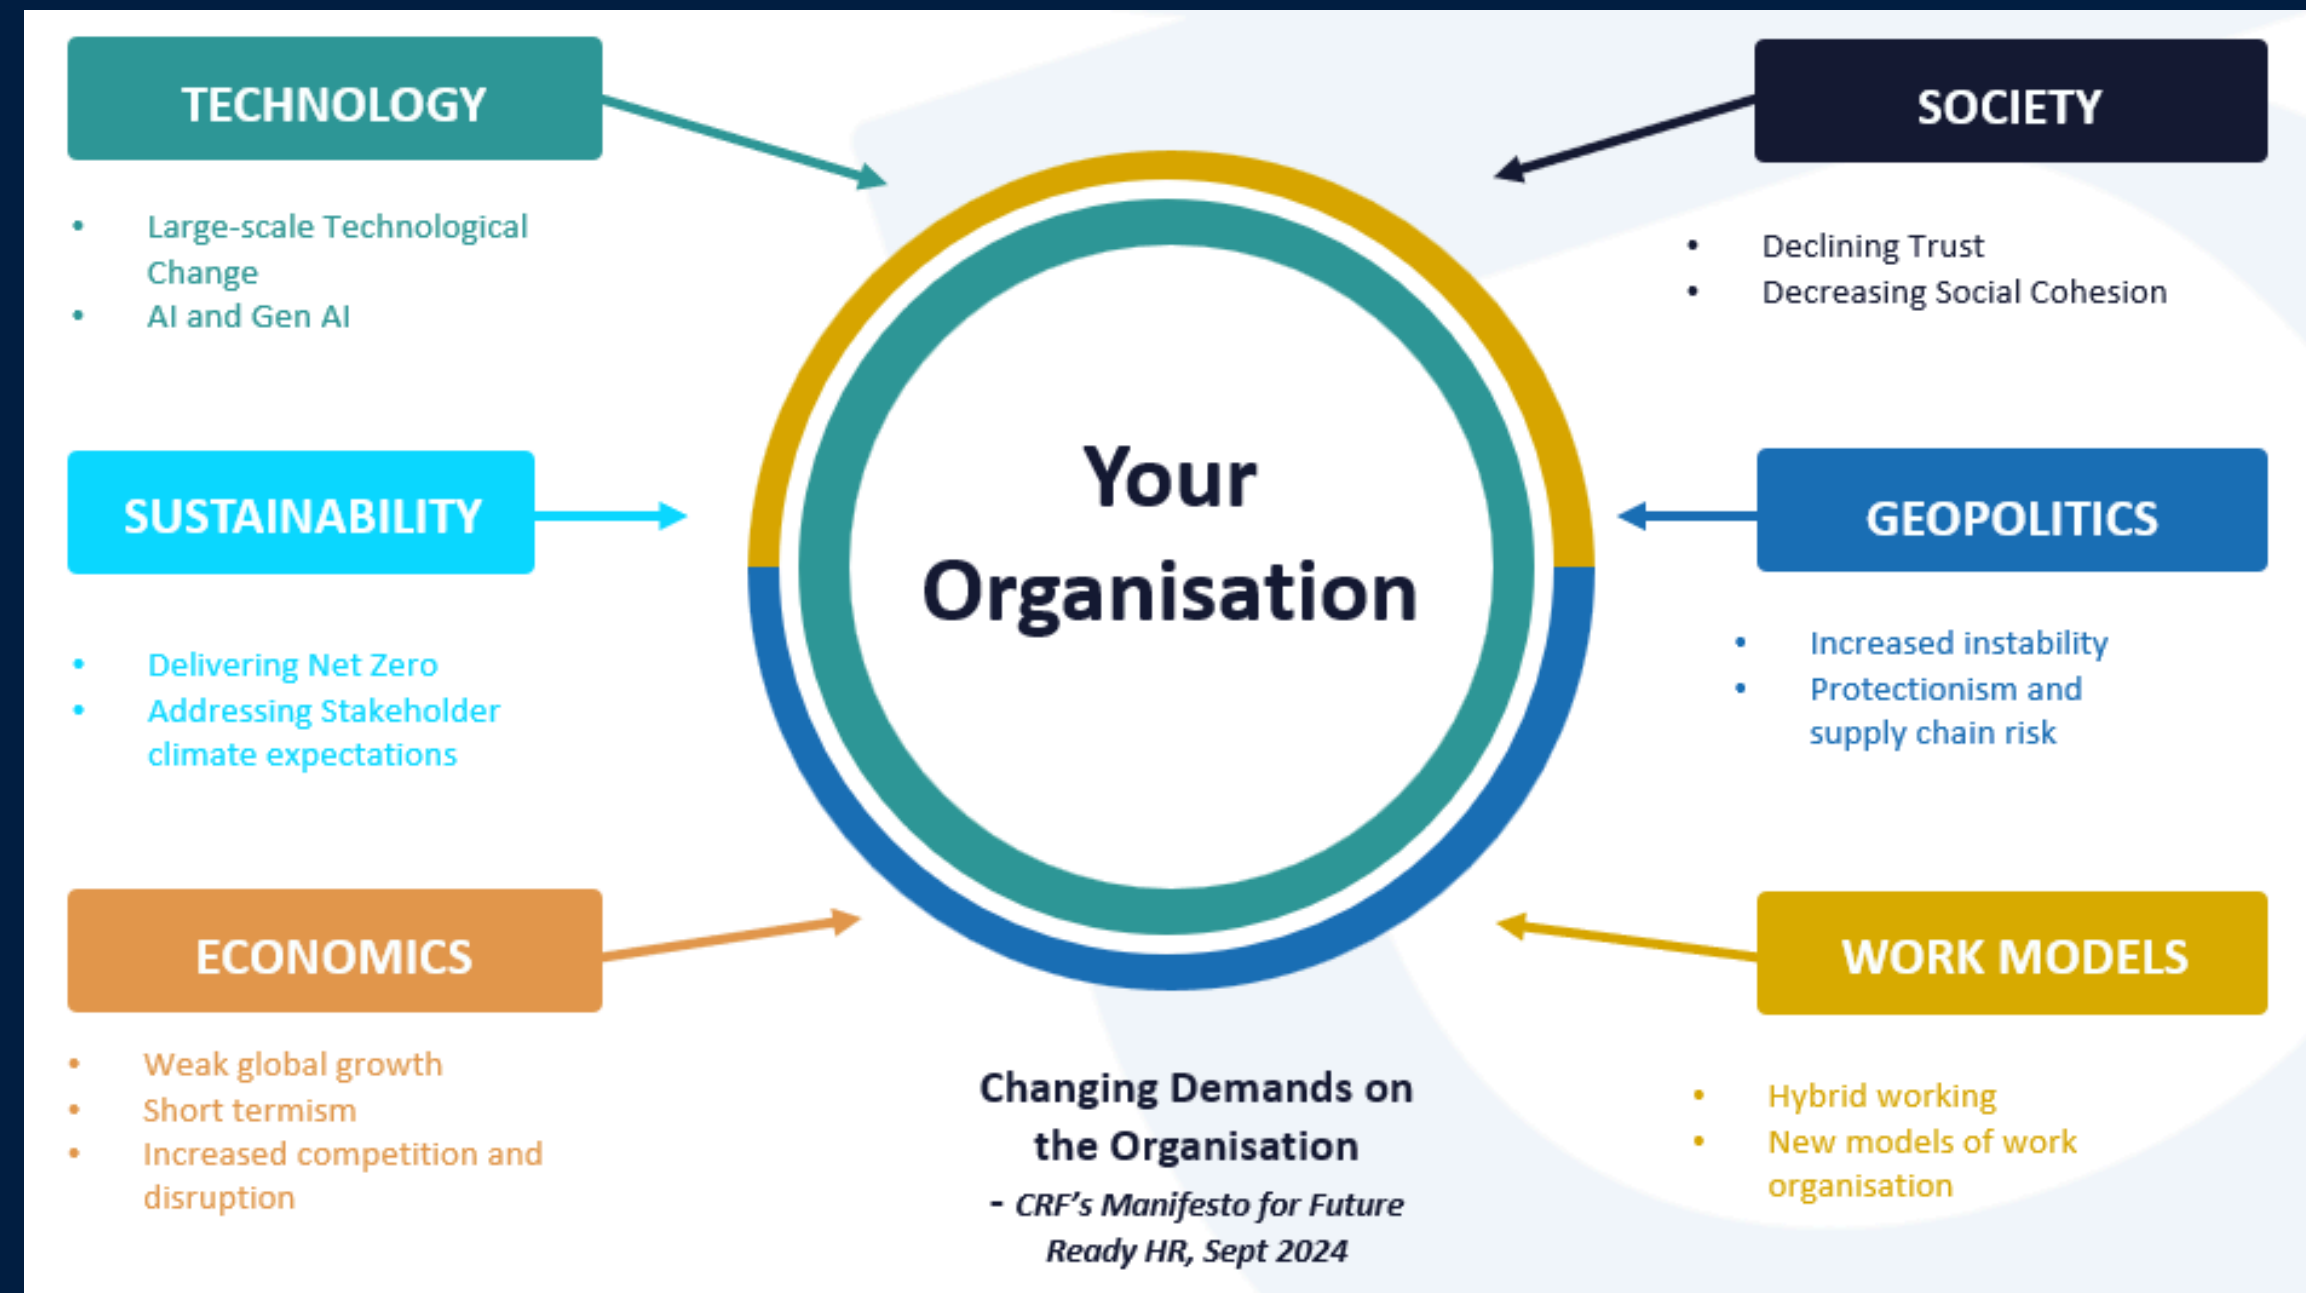 TECHNOLOGY
• Large-scale Technological
Change
• AI and Gen AI
SUSTAINABILITY
• Delivering Net Zero
• Addressing Stakeholder
climate expectations
ECONOMICS
• Weak global growth
• Short termism
• Increased competition and
disruption
Your
Organisation
Changing Demands on
the Organisation
- CRF’s Manifesto for Future
Ready HR, Sept 2024
SOCIETY
• Declining Trust
• Decreasing Social Cohesion
GEOPOLITICS
• Increased instability
• Protectionism and
supply chain risk
WORK MODELS
• Hybrid working
• New models of work
organisation